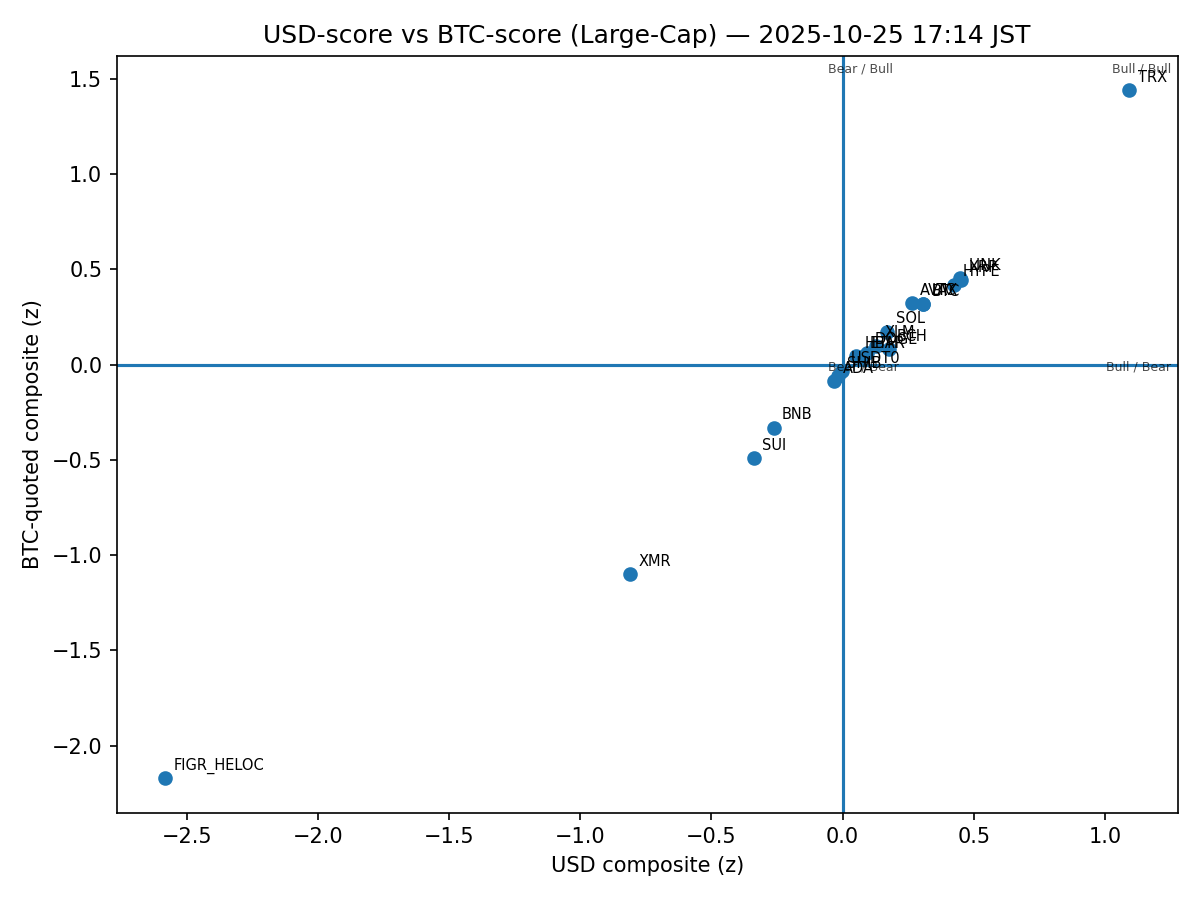 USD-score vs BTC-score (Large-Cap) — 2025-10-25 17:14 JST
BTC-quoted composite (z)
1.5
1.0
0.5
0.0
−0.5
−1.0
−1.5
−2.0
Bear / Bull
Bull / Bull
TRX
HYPE
SOL
XLM
USDT0
ADA
Bull / Bear
BNB
SUI
XMR
FIGR_HELOC
−2.5
−2.0
−1.5
−1.0
−0.5
0.0
0.5
1.0
USD composite (z)